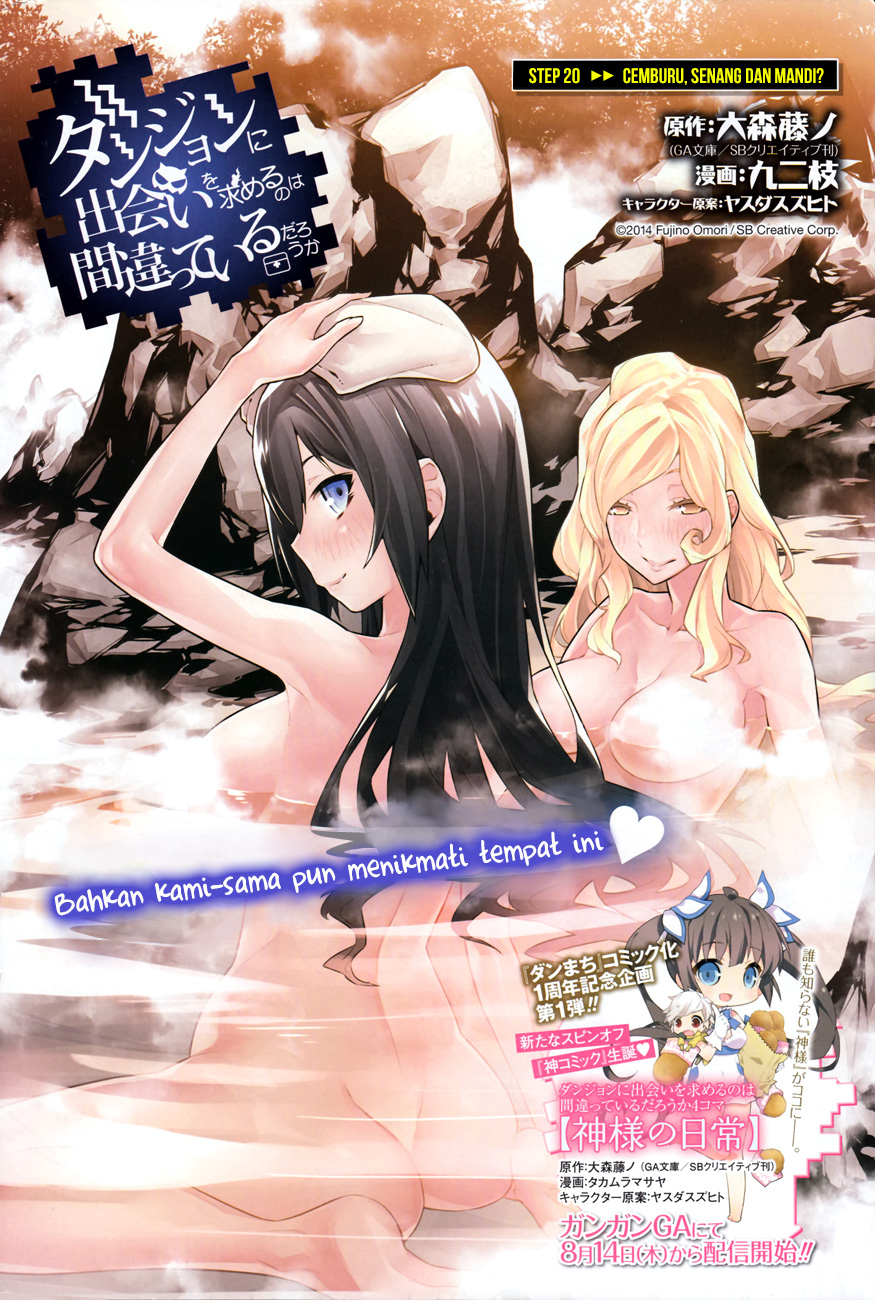 ダンジョンに
出会いを求めるのは
間違っているだろうか
STEP 20 ▶▶ CEMBURU, SENANG DAN MANDI?
原作:大森藤ノ
(GA文庫/SBクリエイティブ刊)
漫画:九二枝
キャラクター原案:ヤスダスズヒト
©2014 Fujino Omori / SB Creative Corp.
Bahkan kami-sama pun menikmati tempat ini
『ダンまち』コミック化
1周年記念企画
第1弾!!
新たなスピンオフ
『神コミック』生誕♥
誰も知らない『神様』がココに――。
ダンジョンに出会いを求めるのは
間違っているだろうか4コマ
【神様の日常】
原作:大森藤ノ (GA文庫/SBクリエイティブ刊)
漫画:タカムラマサヤ
キャラクター原案:ヤスダスズヒト
ガンガンGAにて
8月14日(木)から配信開始!!